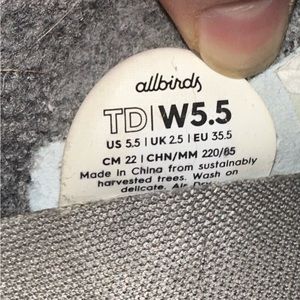 allbirds
TD|W5.5
US 5.5 | UK 2.5 | EU 35.5
CM 22 | CHN/MM 220/85
Made in China from sustainably
harvested trees. Wash on
delicate. Air